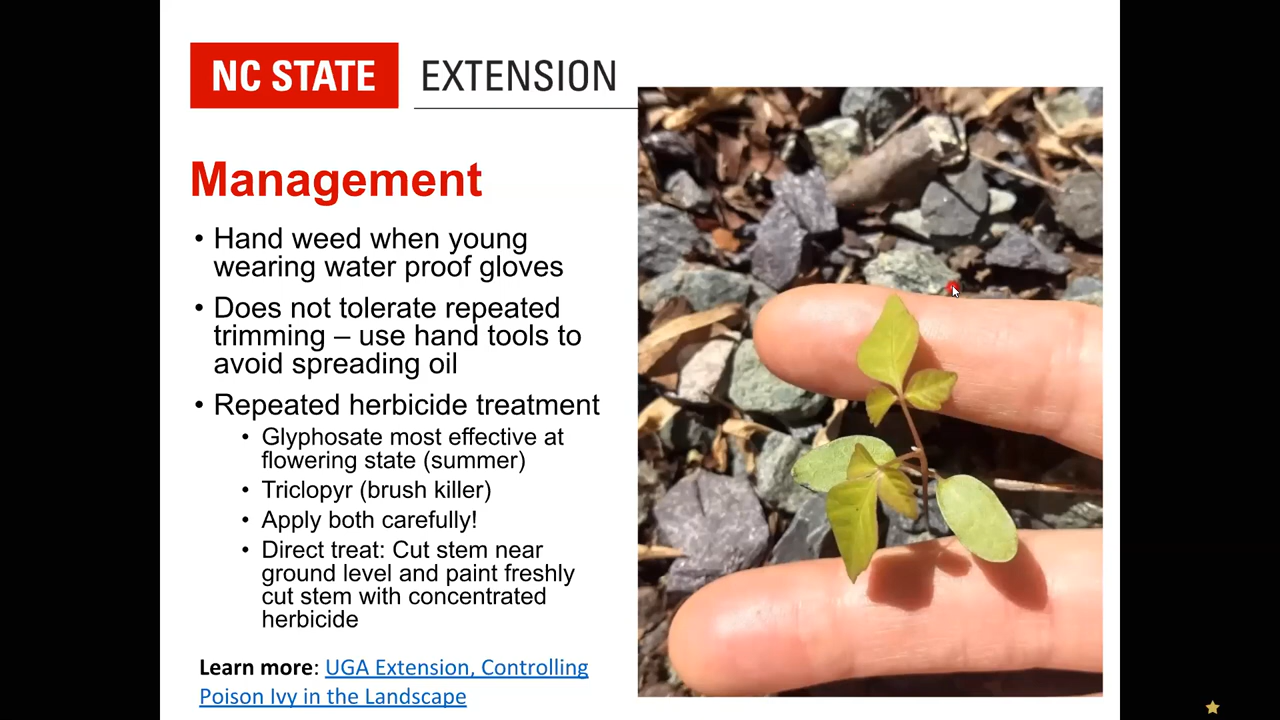 NC STATE EXTENSION
Management
• Hand weed when young
wearing water proof gloves
• Does not tolerate repeated
trimming – use hand tools to
avoid spreading oil
• Repeated herbicide treatment
• Glyphosate most effective at
flowering state (summer)
• Triclopyr (brush killer)
• Apply both carefully!
• Direct treat: Cut stem near
ground level and paint freshly
cut stem with concentrated
herbicide
Learn more: UGA Extension, Controlling
Poison Ivy in the Landscape